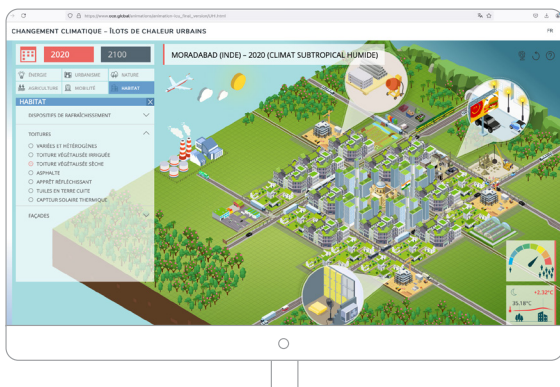 CHANGEMENT CLIMATIQUE - ÎLOTS DE CHALEUR URBAINS
FR
2020
2100
MORADABAD (INDE) – 2020 (CLIMAT SUBTROPICAL HUMIDE)
ÉNERGIE
URBANISME
NATURE
AGRICULTURE
MOBILITÉ
HABITAT
HABITAT
DISPOSITIFS DE RAFRAÎCHISSEMENT
TOITURES
VARIÉES ET HÉTÉROGÈNES
TOITURE VÉGÉTALISÉE IRRIGUÉE
TOITURE VÉGÉTALISÉE SÈCHE
ASPHALTE
APPRÊT RÉFLÉCHISSANT
TUILES EN TERRE CUITE
CAPTEUR SOLAIRE THERMIQUE
FAÇADES
+2.32°C
35.18°C